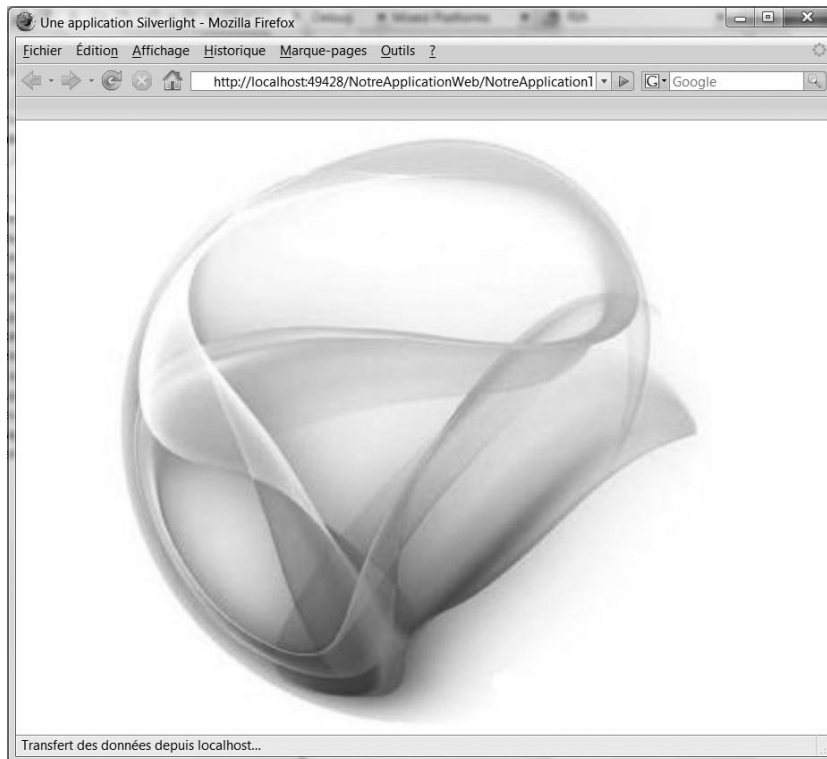 Une application Silverlight - Mozilla Firefox
Fichier Édition Affichage Historique Marque-pages Outils ?
http://localhost:49428/NotreApplicationWeb/NotreApplicationT Google
Transfert des données depuis localhost...